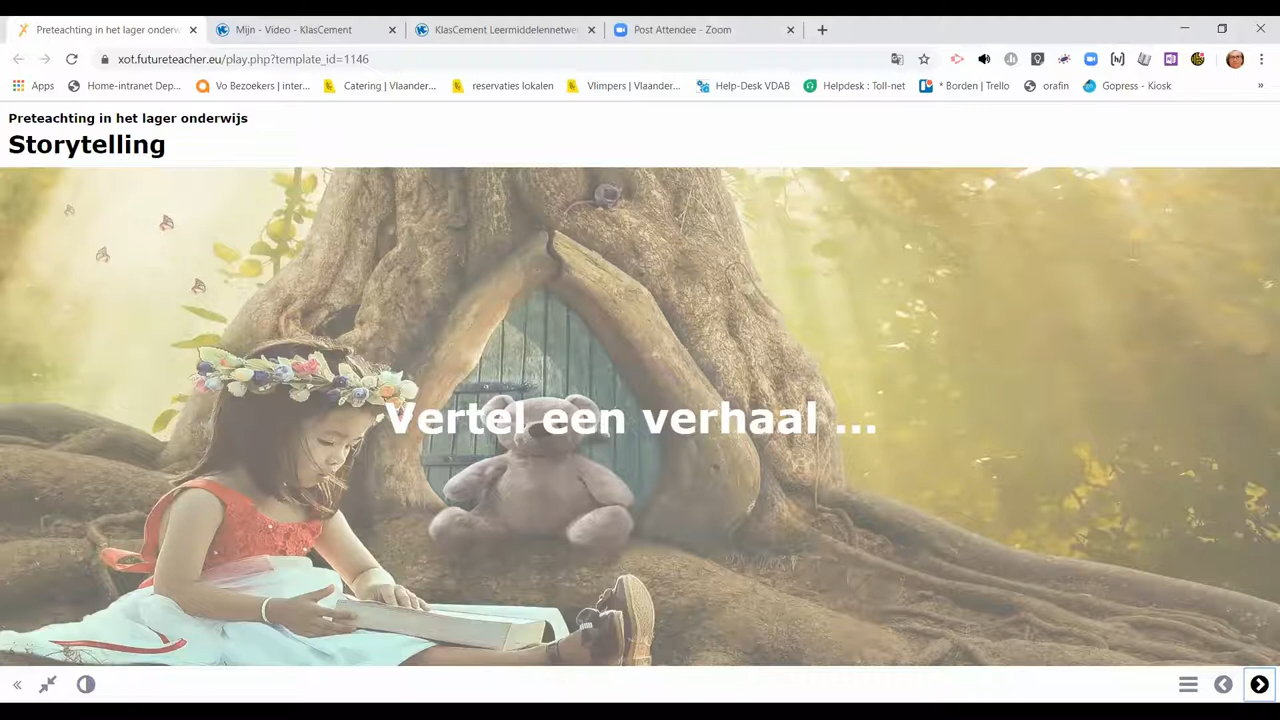 Preteaching in het lager onderw
Mijn - Video - KlasCement
KlasCement Leermiddelennetwe
Post Attendee - Zoom
xot.futureteacher.eu/play.php?template_id=1146
Apps
Home-intranet Dep...
Vo Bezoekers | inter...
Catering | Vlaander...
reservaties lokalen
Vlimpers | Vlaander...
Help-Desk VDAB
Helpdesk : Toll-net
* Borden | Trello
orafin
Gopress - Kiosk
»
Preteaching in het lager onderwijs
Storytelling
Vertel een verhaal ...